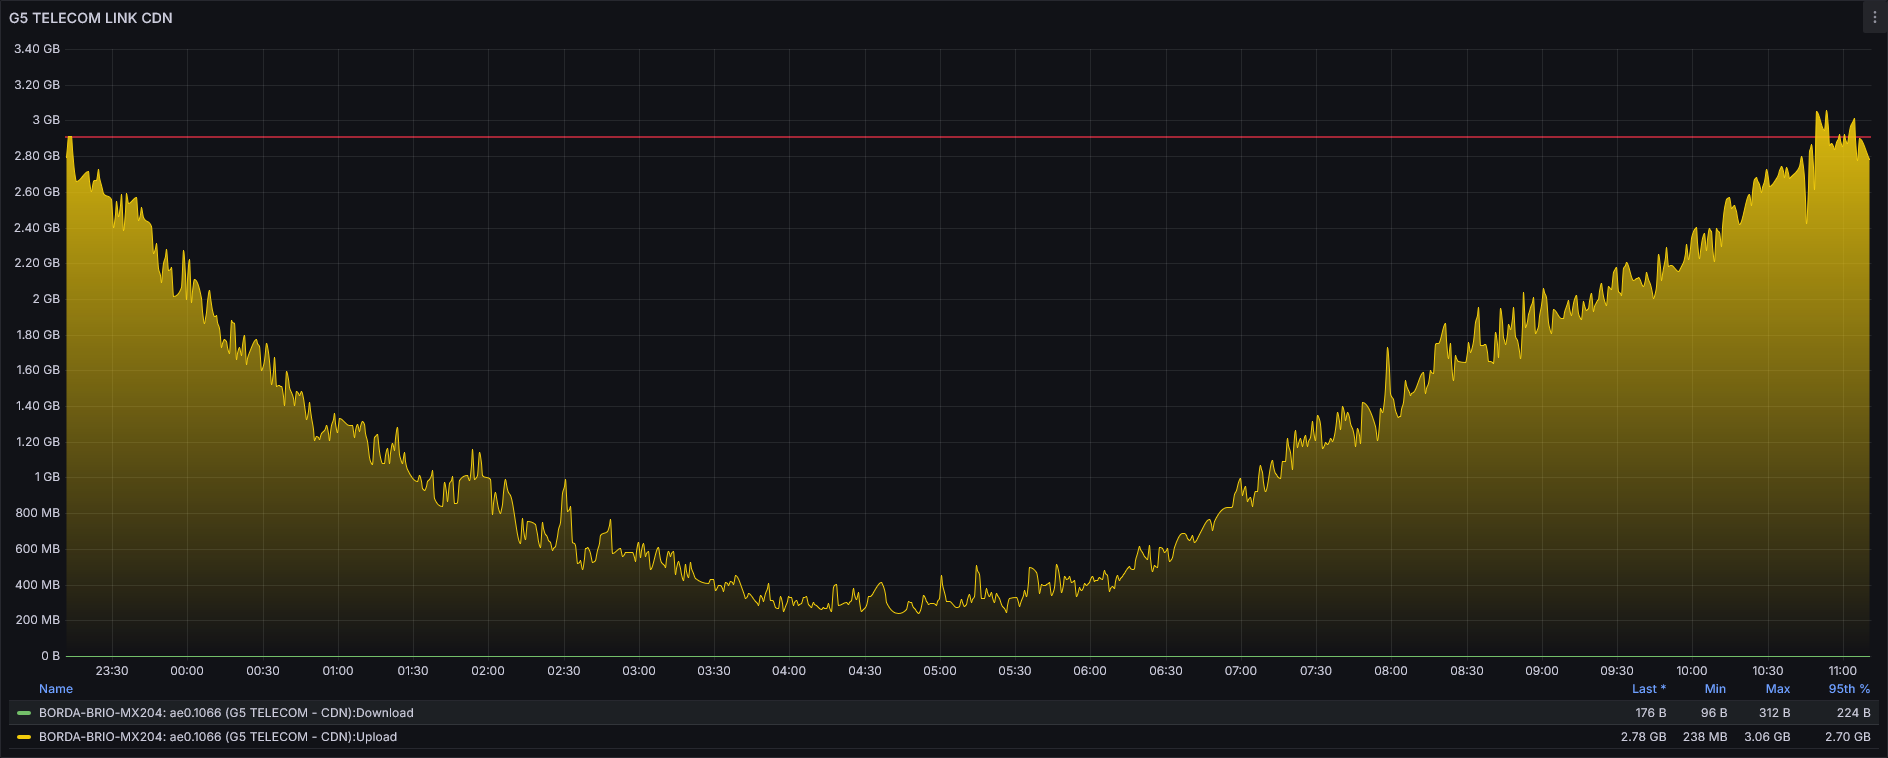 G5 TELECOM LINK CDN
3.40 GB
3.20 GB
3 GB
2.80 GB
2.60 GB
2.40 GB
2.20 GB
2 GB
1.80 GB
1.60 GB
1.40 GB
1.20 GB
1 GB
800 MB
600 MB
400 MB
200 MB
0 B
23:30 00:00 00:30 01:00 01:30 02:00 02:30 03:00 03:30 04:00 04:30 05:00 05:30 06:00 06:30 07:00 07:30 08:00 08:30 09:00 09:30 10:00 10:30 11:00
Name Last * Min Max 95th %
BORDA-BRIO-MX204: ae0.1066 (G5 TELECOM - CDN):Download 176 B 96 B 312 B 224 B
BORDA-BRIO-MX204: ae0.1066 (G5 TELECOM - CDN):Upload 2.78 GB 238 MB 3.06 GB 2.70 GB